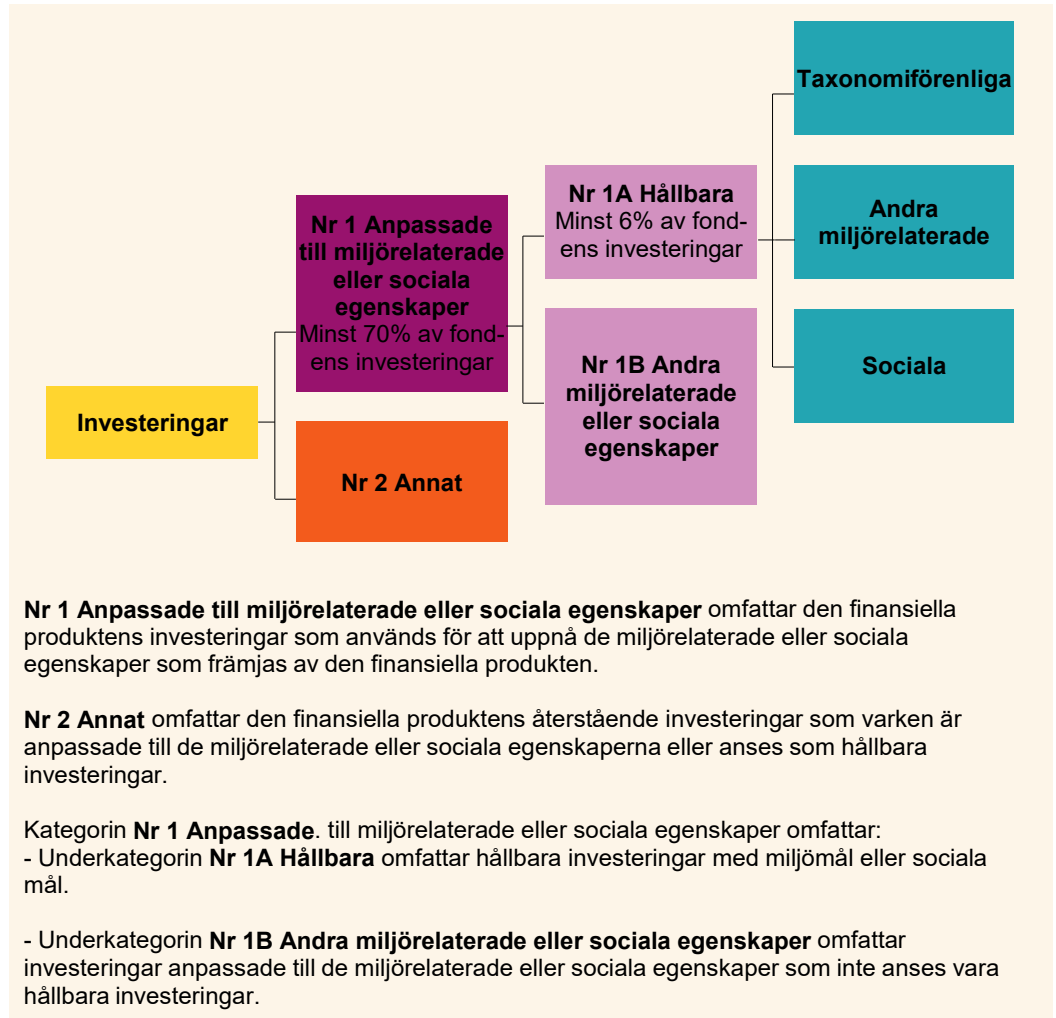 Investeringar
Nr 1 Anpassade
till miljörelaterade
eller sociala
egenskaper
Minst 70% av fond-
ens investeringar
Nr 2 Annat
Nr 1A Hållbara
Minst 6% av fond-
ens investeringar
Nr 1B Andra
miljörelaterade
eller sociala
egenskaper
Taxonomiförenliga
Andra
miljörelaterade
Sociala
Nr 1 Anpassade till miljörelaterade eller sociala egenskaper omfattar den finansiella
produktens investeringar som används för att uppnå de miljörelaterade eller sociala
egenskaper som främjas av den finansiella produkten.
Nr 2 Annat omfattar den finansiella produktens återstående investeringar som varken är
anpassade till de miljörelaterade eller sociala egenskaperna eller anses som hållbara
investeringar.
Kategorin Nr 1 Anpassade. till miljörelaterade eller sociala egenskaper omfattar:
- Underkategorin Nr 1A Hållbara omfattar hållbara investeringar med miljömål eller sociala
mål.
- Underkategorin Nr 1B Andra miljörelaterade eller sociala egenskaper omfattar
investeringar anpassade till de miljörelaterade eller sociala egenskaper som inte anses vara
hållbara investeringar.